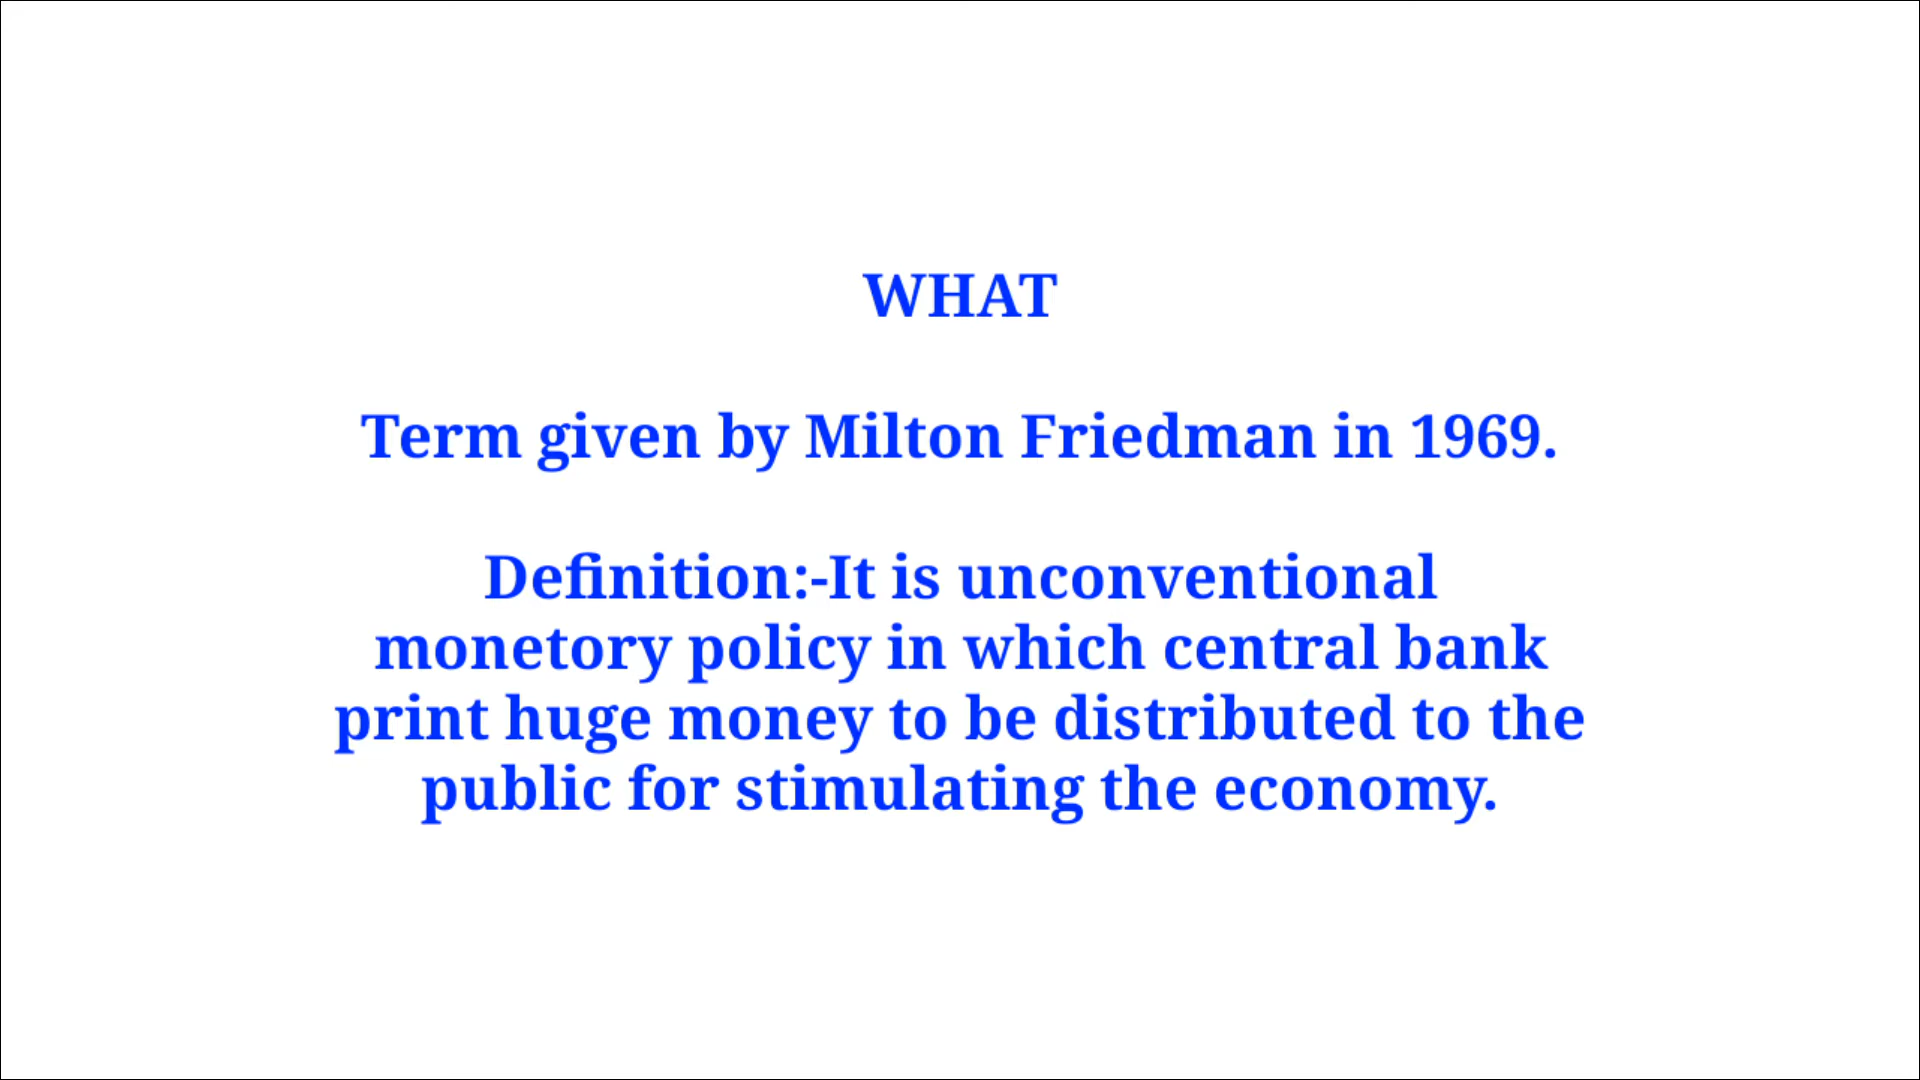 WHAT
Term given by Milton Friedman in 1969.
Definition:-It is unconventional
monetory policy in which central bank
print huge money to be distributed to the
public for stimulating the economy.